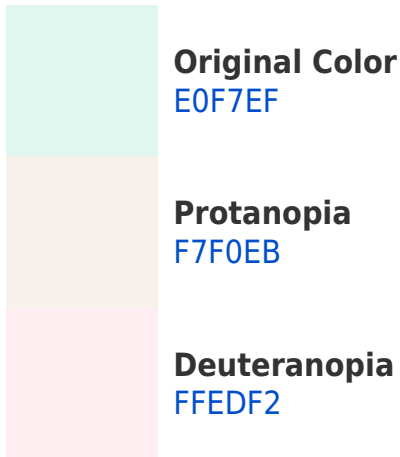 Original Color
E0F7EF
Protanopia
F7F0EB
Deuteranopia
FFEDF2